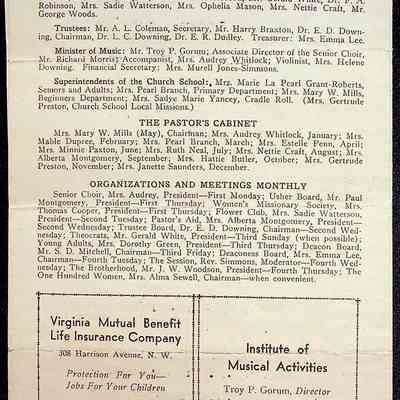 Robinson, Mrs. Sadie Watterson, Mrs. Ophelia Mason, Mrs. Nettie Craft, Mr.
George Woods.
Trustees: Mr. A. L. Coleman, Secretary, Mr. Harry Braxton, Dr. E. D. Down-
ing, Chairman, Dr. L. C. Downing, Dr. E. R. Dudley. Treasurer: Mrs. Emma Lee.
Minister of Music: Mr. Troy P. Gorum; Associate Director of the Senior Choir,
Mr. Richard Morris; Accompanist, Mrs. Audrey Whitlock; Violinist, Mrs. Helene
Downing. Financial Secretary: Mrs. Murell Jones-Simmons.
Superintendents of the Church School:, Mrs. Marie La Pearl Grant-Roberts,
Seniors and Adults; Mrs. Pearl Branch, Primary Department; Mrs. Mary W. Mills,
Beginners Department; Mrs. Sadye Marie Yancey, Cradle Roll. (Mrs. Gertrude
Preston, Church School Local Missions.)
THE PASTOR'S CABINET
Mrs. Mary W. Mills (May), Chairman; Mrs. Audrey Whitlock, January; Mrs.
Mable Dupree, February; Mrs. Pearl Branch, March; Mrs. Estelle Penn, April;
Mrs. Minnie Paxton, June; Mrs. Ruth Neal, July; Mrs. Nettie Craft, August; Mrs.
Alberta Montgomery, September; Mrs. Hattie Butler, October; Mrs. Gertrude
Preston, November; Mrs. Janette Saunders, December.
ORGANIZATIONS AND MEETINGS MONTHLY
Senior Choir, Mrs. Audrey, President—First Monday; Usher Board, Mr. Paul
Montgomery, President—First Thursday; Women's Missionary Society, Mrs.
Thomas Cooper, President—First Thursday; Flower Club, Mrs. Sadie Watterson,
President—Second Tuesday; Pastor's Aid, Mrs. Alberta Montgomery, President—
Second Wednesday; Trustee Board, Dr. E. D. Downing, Chairman—Second Wed-
nesday; Theocrats, Mr. Gerald White, President—Third Sunday (when possible);
Young Adults, Mrs. Dorothy Green, President—Third Thursday; Deacon Board,
Mr. S. D. Mitchell, Chairman—Third Friday; Deaconess Board, Mrs. Emma Lee,
Chairman—Fourth Tuesday; The Session, Rev. Simmons, Moderator—Fourth Wed-
nesday; The Brotherhood, Mr. J. W. Woodson, President—Fourth Thursday; The
One Hundred Women, Mrs. Alma Sewell, Chairman—when convenient.
Virginia Mutual Benefit
Life Insurance Company
308 Harrison Avenue, N. W.
Protection For You—
Jobs For Your Children
Institute of
Musical Activities
Troy P. Gorum, Director